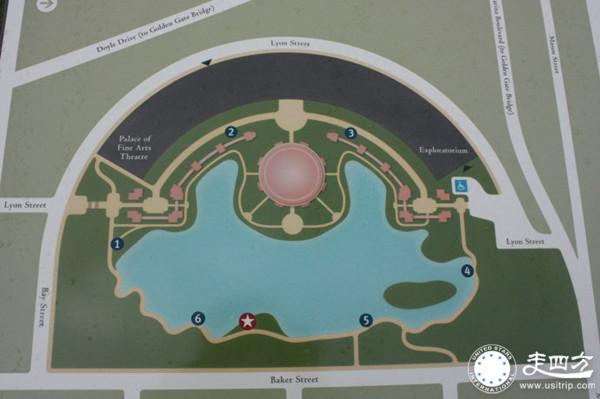 Doyle Drive (to Golden Gate Bridge)
Lyon Street
Marina Boulevard (to Golden Gate Bridge)
Mason Street
Palace of
Fine Arts
Theatre
2
3
Exploratorium
Lyon Street
1
Lyon Street
4
Bay Street
6
5
Baker Street
UNITED STARS
INTERNATIONAL
走四方
www.usitrip.com